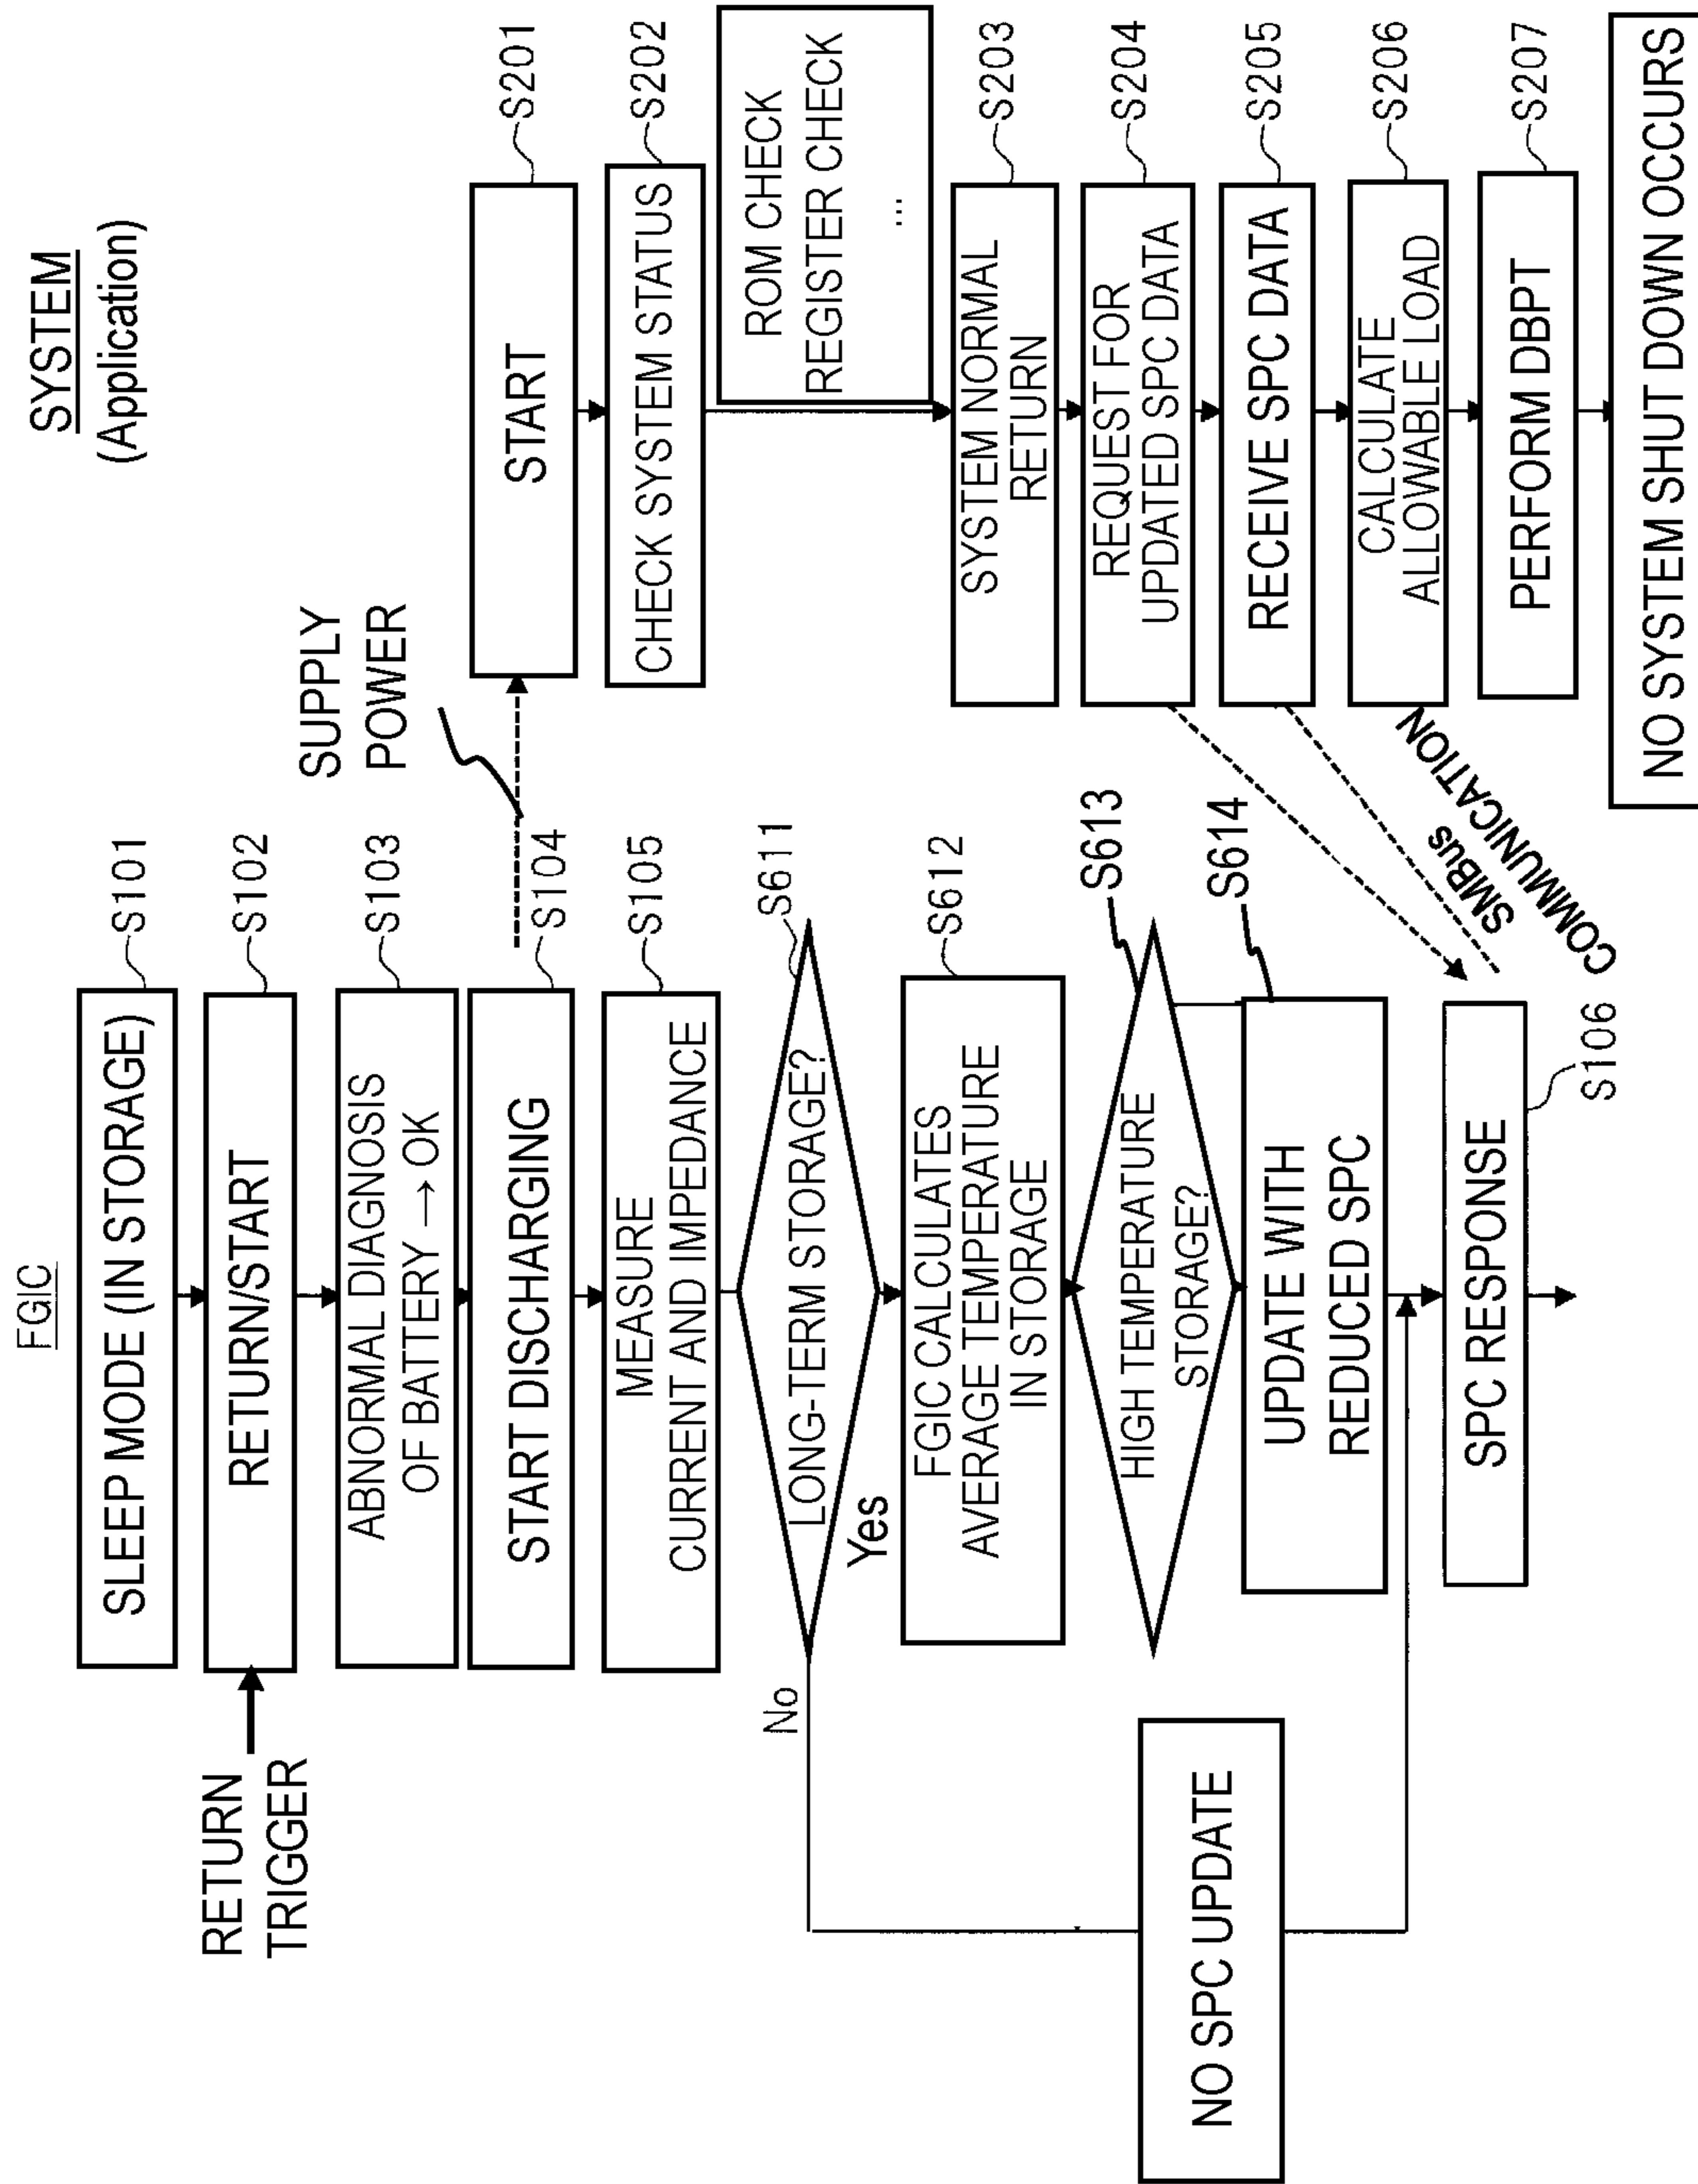 FGIC
SLEEP MODE (IN STORAGE)
S101
RETURN
TRIGGER
RETURN/START
S102
ABNORMAL DIAGNOSIS
OF BATTERY → OK
S103
START DISCHARGING
S104
MEASURE
CURRENT AND IMPEDANCE
S105
LONG-TERM STORAGE?
S611
No
Yes
FGIC CALCULATES
AVERAGE TEMPERATURE
IN STORAGE
S612
HIGH TEMPERATURE
STORAGE?
S613
UPDATE WITH
REDUCED SPC
S614
NO SPC UPDATE
SPC RESPONSE
S106
SYSTEM
(Application)
SUPPLY
POWER
START
S201
CHECK SYSTEM STATUS
S202
ROM CHECK
REGISTER CHECK
...
SYSTEM NORMAL
RETURN
S203
REQUEST FOR
UPDATED SPC DATA
S204
RECEIVE SPC DATA
S205
CALCULATE
ALLOWABLE LOAD
S206
PERFORM DBPT
S207
SMBus
COMMUNICATION
NO SYSTEM SHUT DOWN OCCURS